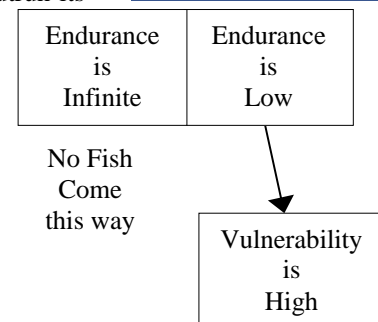 Endurance
is
Infinite
Endurance
is
Low
No Fish
Come
this way
Vulnerability
is
High